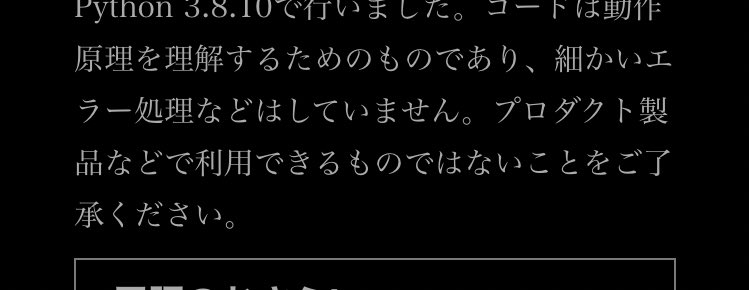 Python 3.8.10で行いました。コードは動作
原理を理解するためのものであり、細かいエ
ラー処理などはしていません。プロダクト製
品などで利用できるものではないことをご了
承ください。